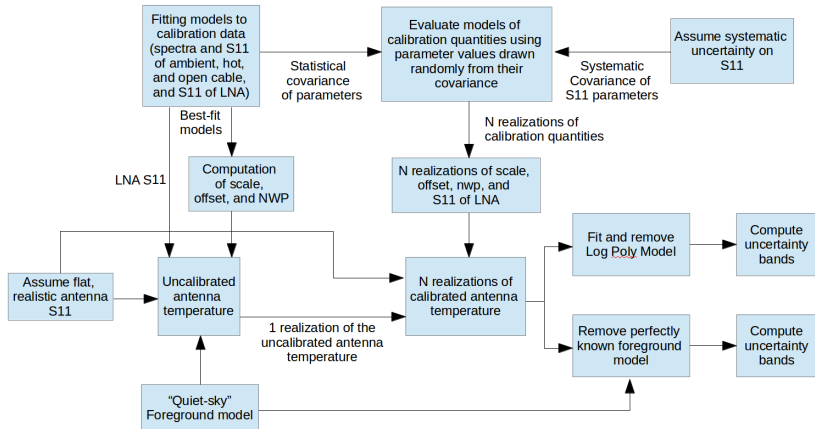 Fitting models to
calibration data
(spectra and S11
of ambient, hot,
and open cable,
and S11 of LNA)
Statistical
covariance
of parameters
Evaluate models of
calibration quantities using
parameter values drawn
randomly from their
covariance
Systematic
Covariance of
S11 parameters
Assume systematic
uncertainty on
S11
Best-fit
models
N realizations of
calibration quantities
LNA S11
Computation
of scale,
offset, and NWP
N realizations of scale,
offset, nwp, and
S11 of LNA
Assume flat,
realistic antenna
S11
Uncalibrated
antenna
temperature
1 realization of the
uncalibrated antenna
temperature
N realizations of
calibrated antenna
temperature
Fit and remove
Log Poly Model
Compute
uncertainty
bands
Remove perfectly
known foreground
model
Compute
uncertainty
bands
“Quiet-sky”
Foreground model